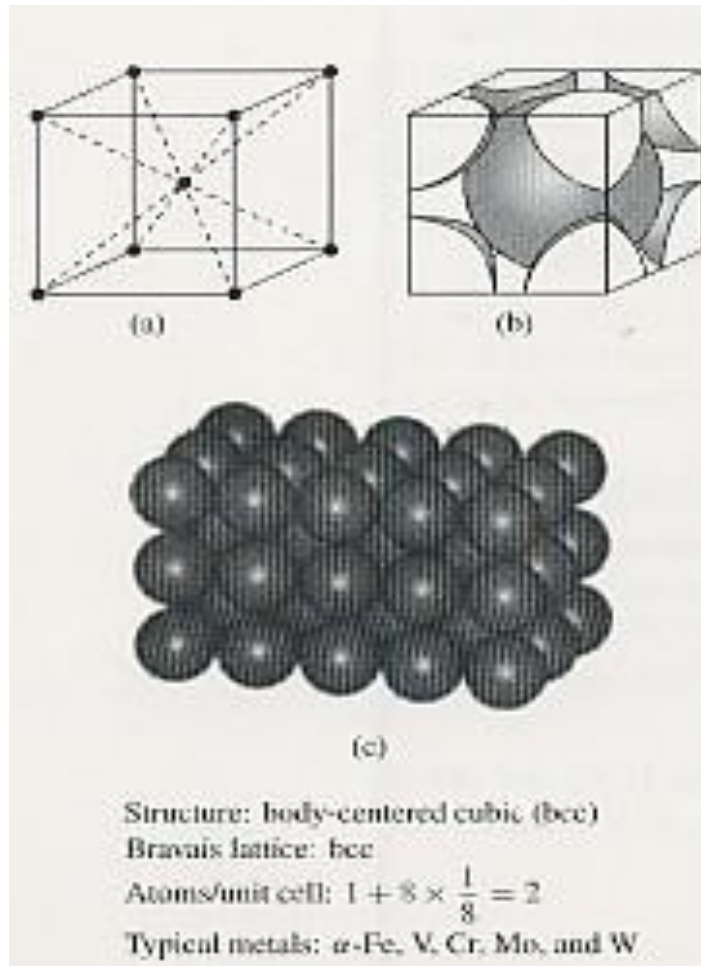 (a)
(b)
(c)
Structure: body-centered cubic (bcc)
Bravais lattice: bcc
Atoms/unit cell: 1 + 8 × 1/8 = 2
Typical metals: α-Fe, V, Cr, Mo, and W